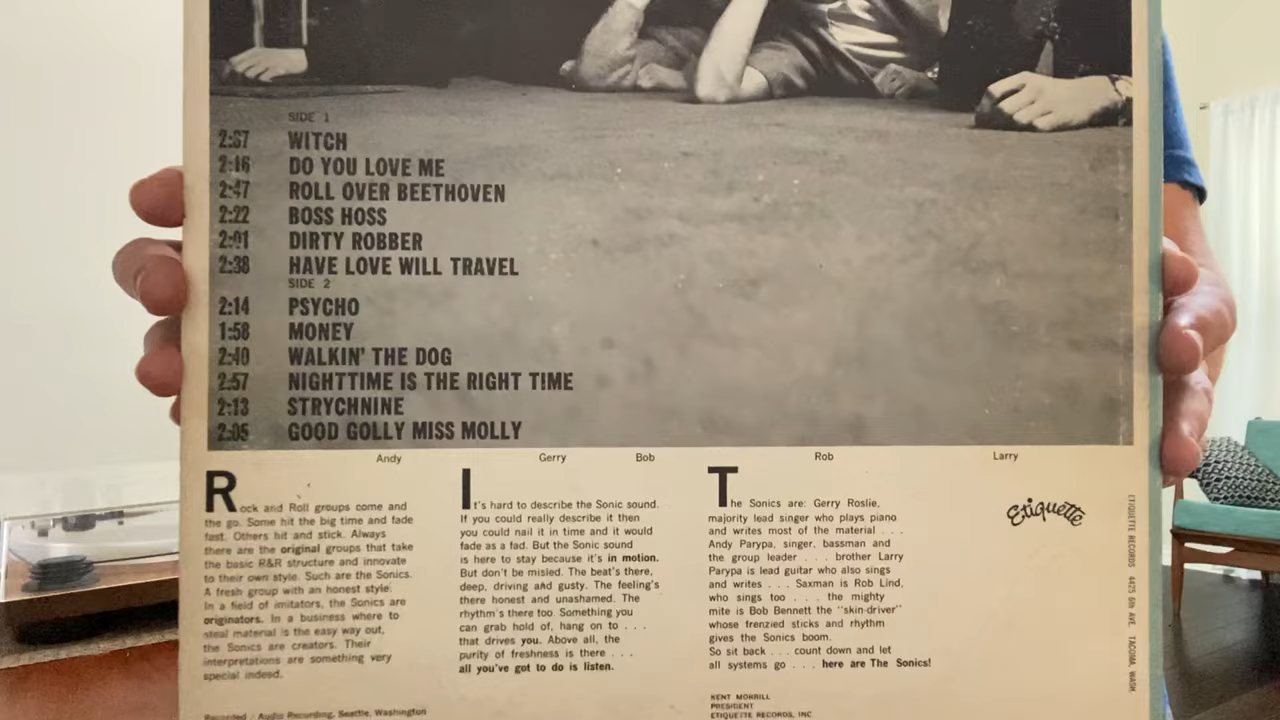 SIDE 1
2:37 WITCH
2:16 DO YOU LOVE ME
2:47 ROLL OVER BEETHOVEN
2:22 BOSS HOSS
2:01 DIRTY ROBBER
2:38 HAVE LOVE WILL TRAVEL
SIDE 2
2:14 PSYCHO
1:58 MONEY
2:40 WALKIN' THE DOG
2:57 NIGHTTIME IS THE RIGHT TIME
2:13 STRYCHNINE
2:05 GOOD GOLLY MISS MOLLY
Andy Gerry Bob Rob Larry
Rock and Roll groups come and
the go. Some hit the big time and fade
fast. Others hit and stick. Always
there are the original groups that take
the basic R&R structure and innovate
to their own style. Such are the Sonics.
A fresh group with an honest style.
In a field of imitators, the Sonics are
originators. In a business where to
steal material is the easy way out,
the Sonics are creators. Their
interpretations are something very
special indeed.
It's hard to describe the Sonic sound.
If you could really describe it then
you could nail it in time and it would
fade as a fad. But the Sonic sound
is here to stay because it's in motion.
But don't be misled. The beat's there,
deep, driving and gusty. The feeling's
there honest and unashamed. The
rhythm's there too. Something you
can grab hold of, hang on to . . .
that drives you. Above all, the
purity of freshness is there . . .
all you've got to do is listen.
The Sonics are: Gerry Roslie,
majority lead singer who plays piano
and writes most of the material . . .
Andy Parypa, singer, bassman and
the group leader . . . brother Larry
Parypa is lead guitar who also sings
and writes . . . Saxman is Rob Lind,
who sings too . . . the mighty
mite is Bob Bennett the "skin-driver"
whose frenzied sticks and rhythm
gives the Sonics boom.
So sit back . . . count down and let
all systems go . . . here are The Sonics!
Etiquette
ETIQUETTE RECORDS 4425 6th AVE. TACOMA WASH.
Recorded / Audio Recording, Seattle, Washington
KENT MORRILL
PRESIDENT
ETIQUETTE RECORDS, INC.